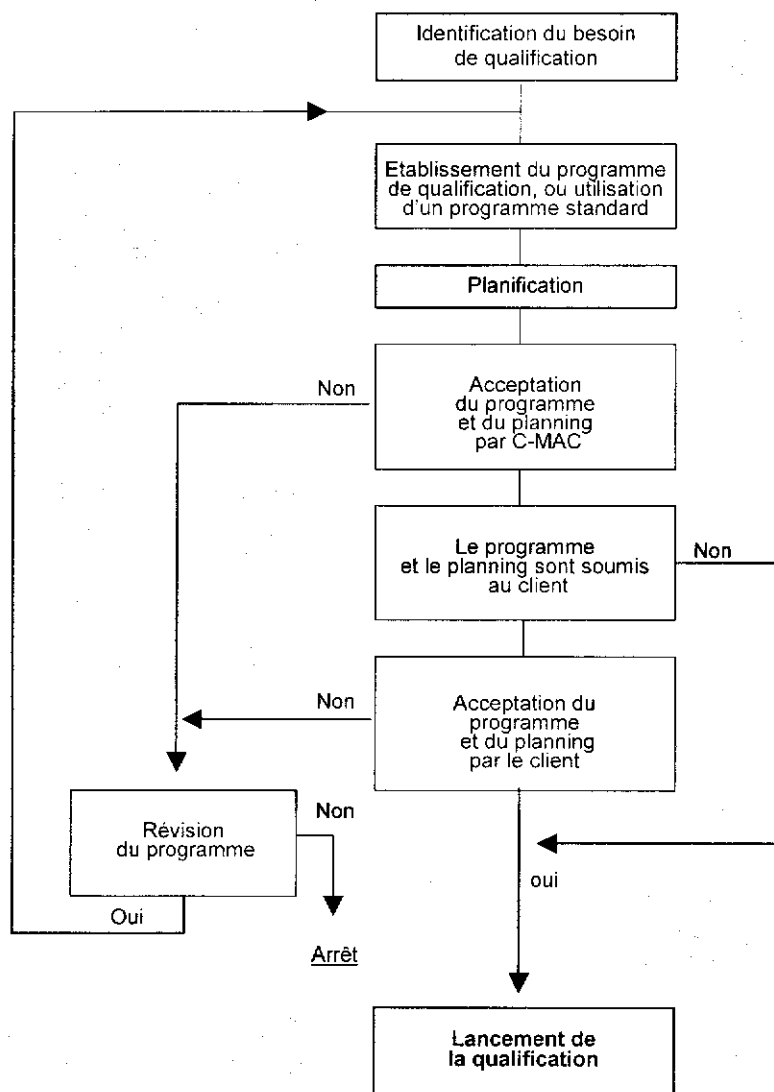 Identification du besoin
de qualification
Etablissement du programme
de qualification, ou utilisation
d'un programme standard
Planification
Non
Acceptation
du programme
et du planning
par C-MAC
Le programme
et le planning sont soumis
au client
Non
Non
Acceptation du
programme
et du planning
par le client
Révision
du programme
Non
Oui
Arrêt
oui
Lancement de
la qualification